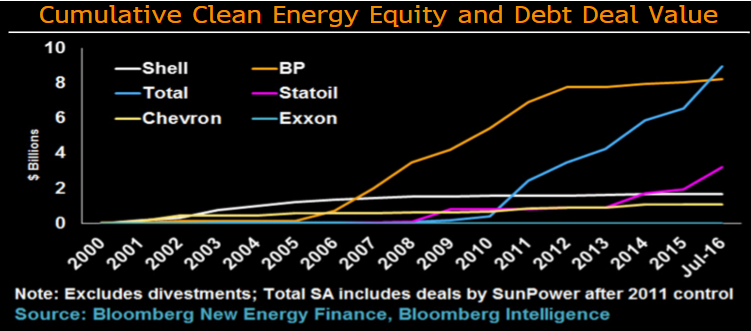 Cumulative Clean Energy Equity and Debt Deal Value
10
8
6
4
2
0
$ Billions
Shell BP
Total Statoil
Chevron Exxon
2000 2001 2002 2003 2004 2005 2006 2007 2008 2009 2010 2011 2012 2013 2014 2015 Jul-16
Note: Excludes divestments; Total SA includes deals by SunPower after 2011 control
Source: Bloomberg New Energy Finance, Bloomberg Intelligence